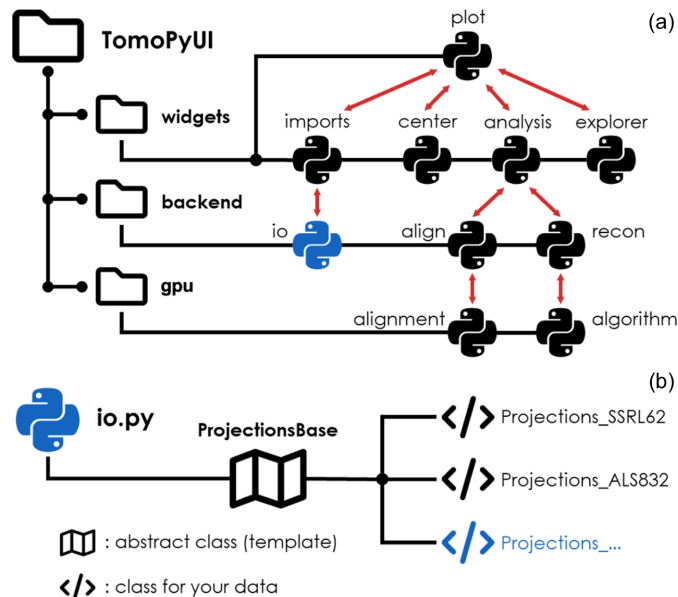 (a)
plot
TomoPyUI
widgets
imports
center
analysis
explorer
backend
io
align
recon
gpu
alignment
algorithm
(b)
io.py
ProjectionsBase
Projections_SSRL62
Projections_ALS832
Projections_...
: abstract class (template)
</> : class for your data